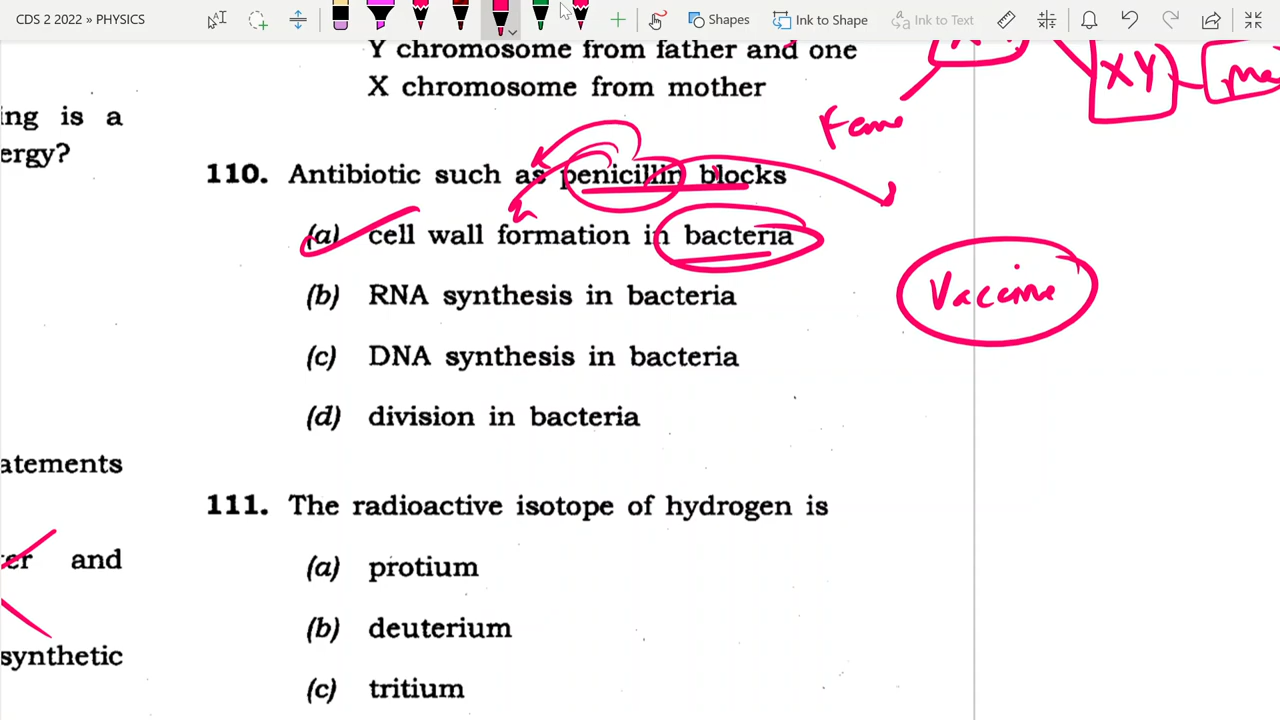 CDS 2 2022 » PHYSICS
Shapes
Ink to Shape
Ink to Text
Y chromosome from father and one
X chromosome from mother
XY
ing is a
ergy?
110. Antibiotic such as penicillin blocks
(a) cell wall formation in bacteria
(b) RNA synthesis in bacteria
(c) DNA synthesis in bacteria
(d) division in bacteria
Vaccine
atements
111. The radioactive isotope of hydrogen is
(a) protium
and
(b) deuterium
synthetic
(c) tritium